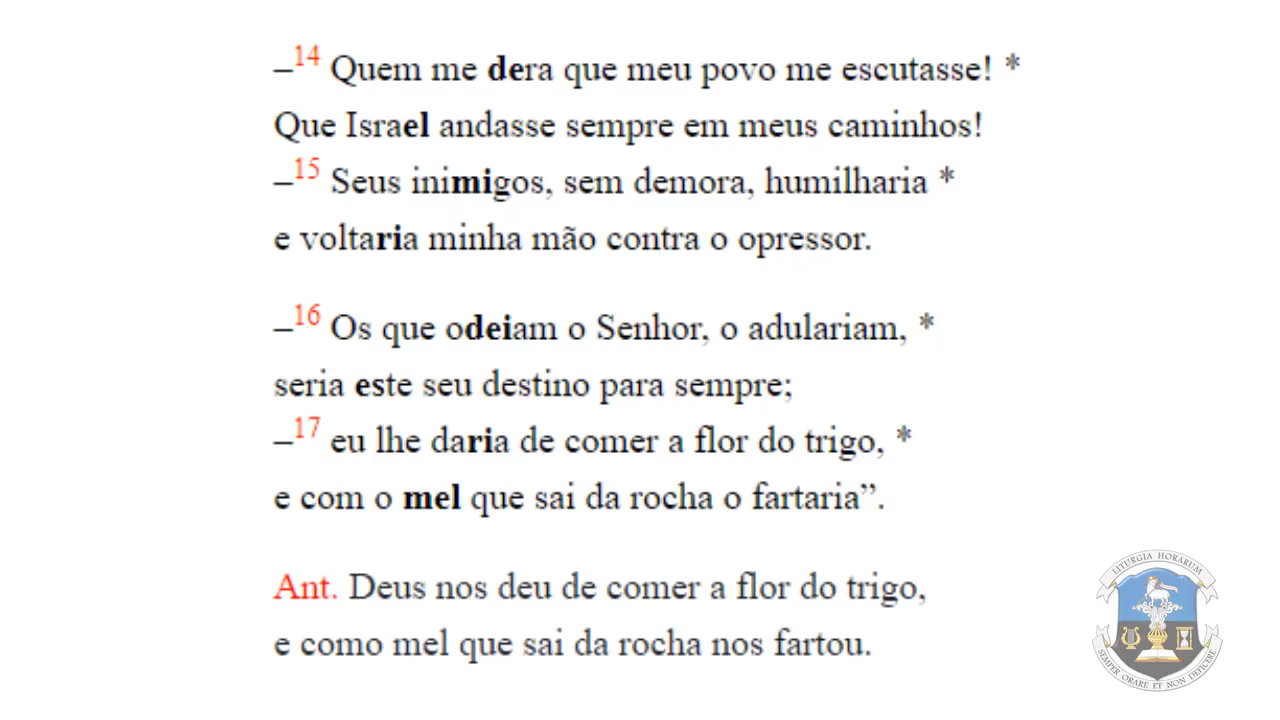 –14 Quem me dera que meu povo me escutasse! *
Que Israel andasse sempre em meus caminhos!
–15 Seus inimigos, sem demora, humilharia *
e voltaria minha mão contra o opressor.
–16 Os que odeiam o Senhor, o adulariam, *
seria este seu destino para sempre;
–17 eu lhe daria de comer a flor do trigo, *
e com o mel que sai da rocha o fartaria”.
Ant. Deus nos deu de comer a flor do trigo,
e como mel que sai da rocha nos fartou.
LITURGIA HORARUM
SEMPER ORARE ET NON DEFICERE